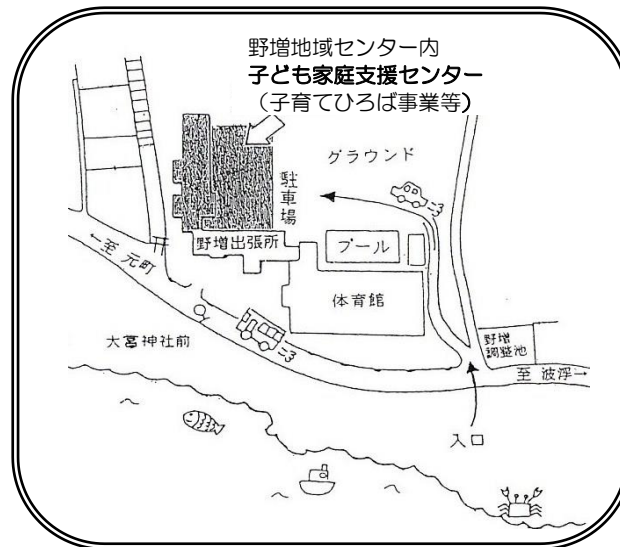 野増地域センター内
子ども家庭支援センター
（子育てひろば事業等）
グラウンド
駐車場
野増出張所
プール
←至 元町
体育館
大宮神社前
野増
調整池
至 波浮→
入口